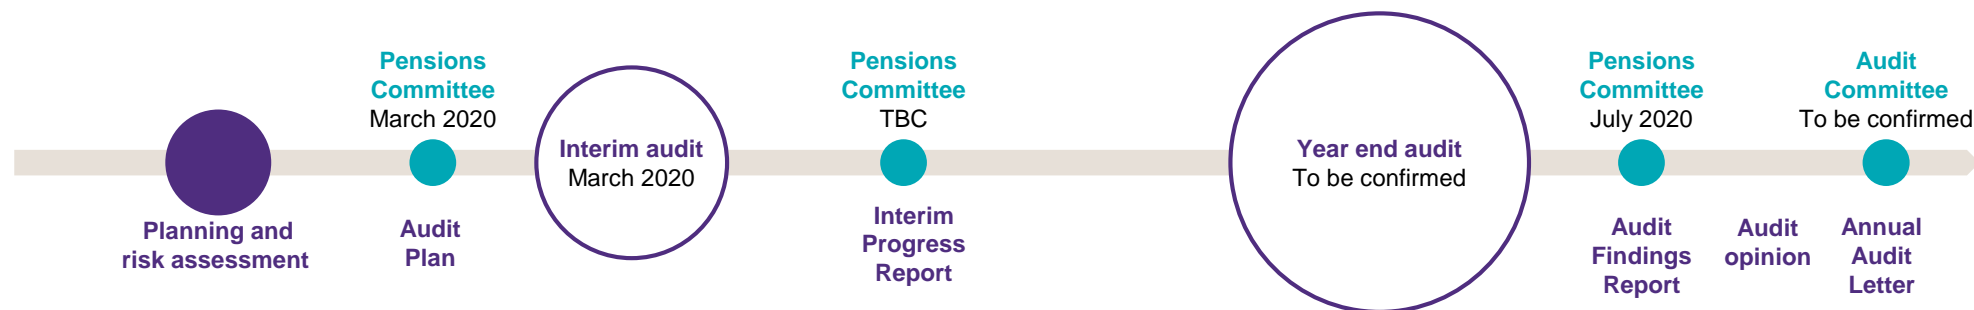 Planning and
risk assessment
Pensions
Committee
March 2020
Audit
Plan
Interim audit
March 2020
Pensions
Committee
TBC
Interim
Progress
Report
Year end audit
To be confirmed
Pensions
Committee
July 2020
Audit
Findings
Report
Audit
opinion
Audit
Committee
To be confirmed
Annual
Audit
Letter